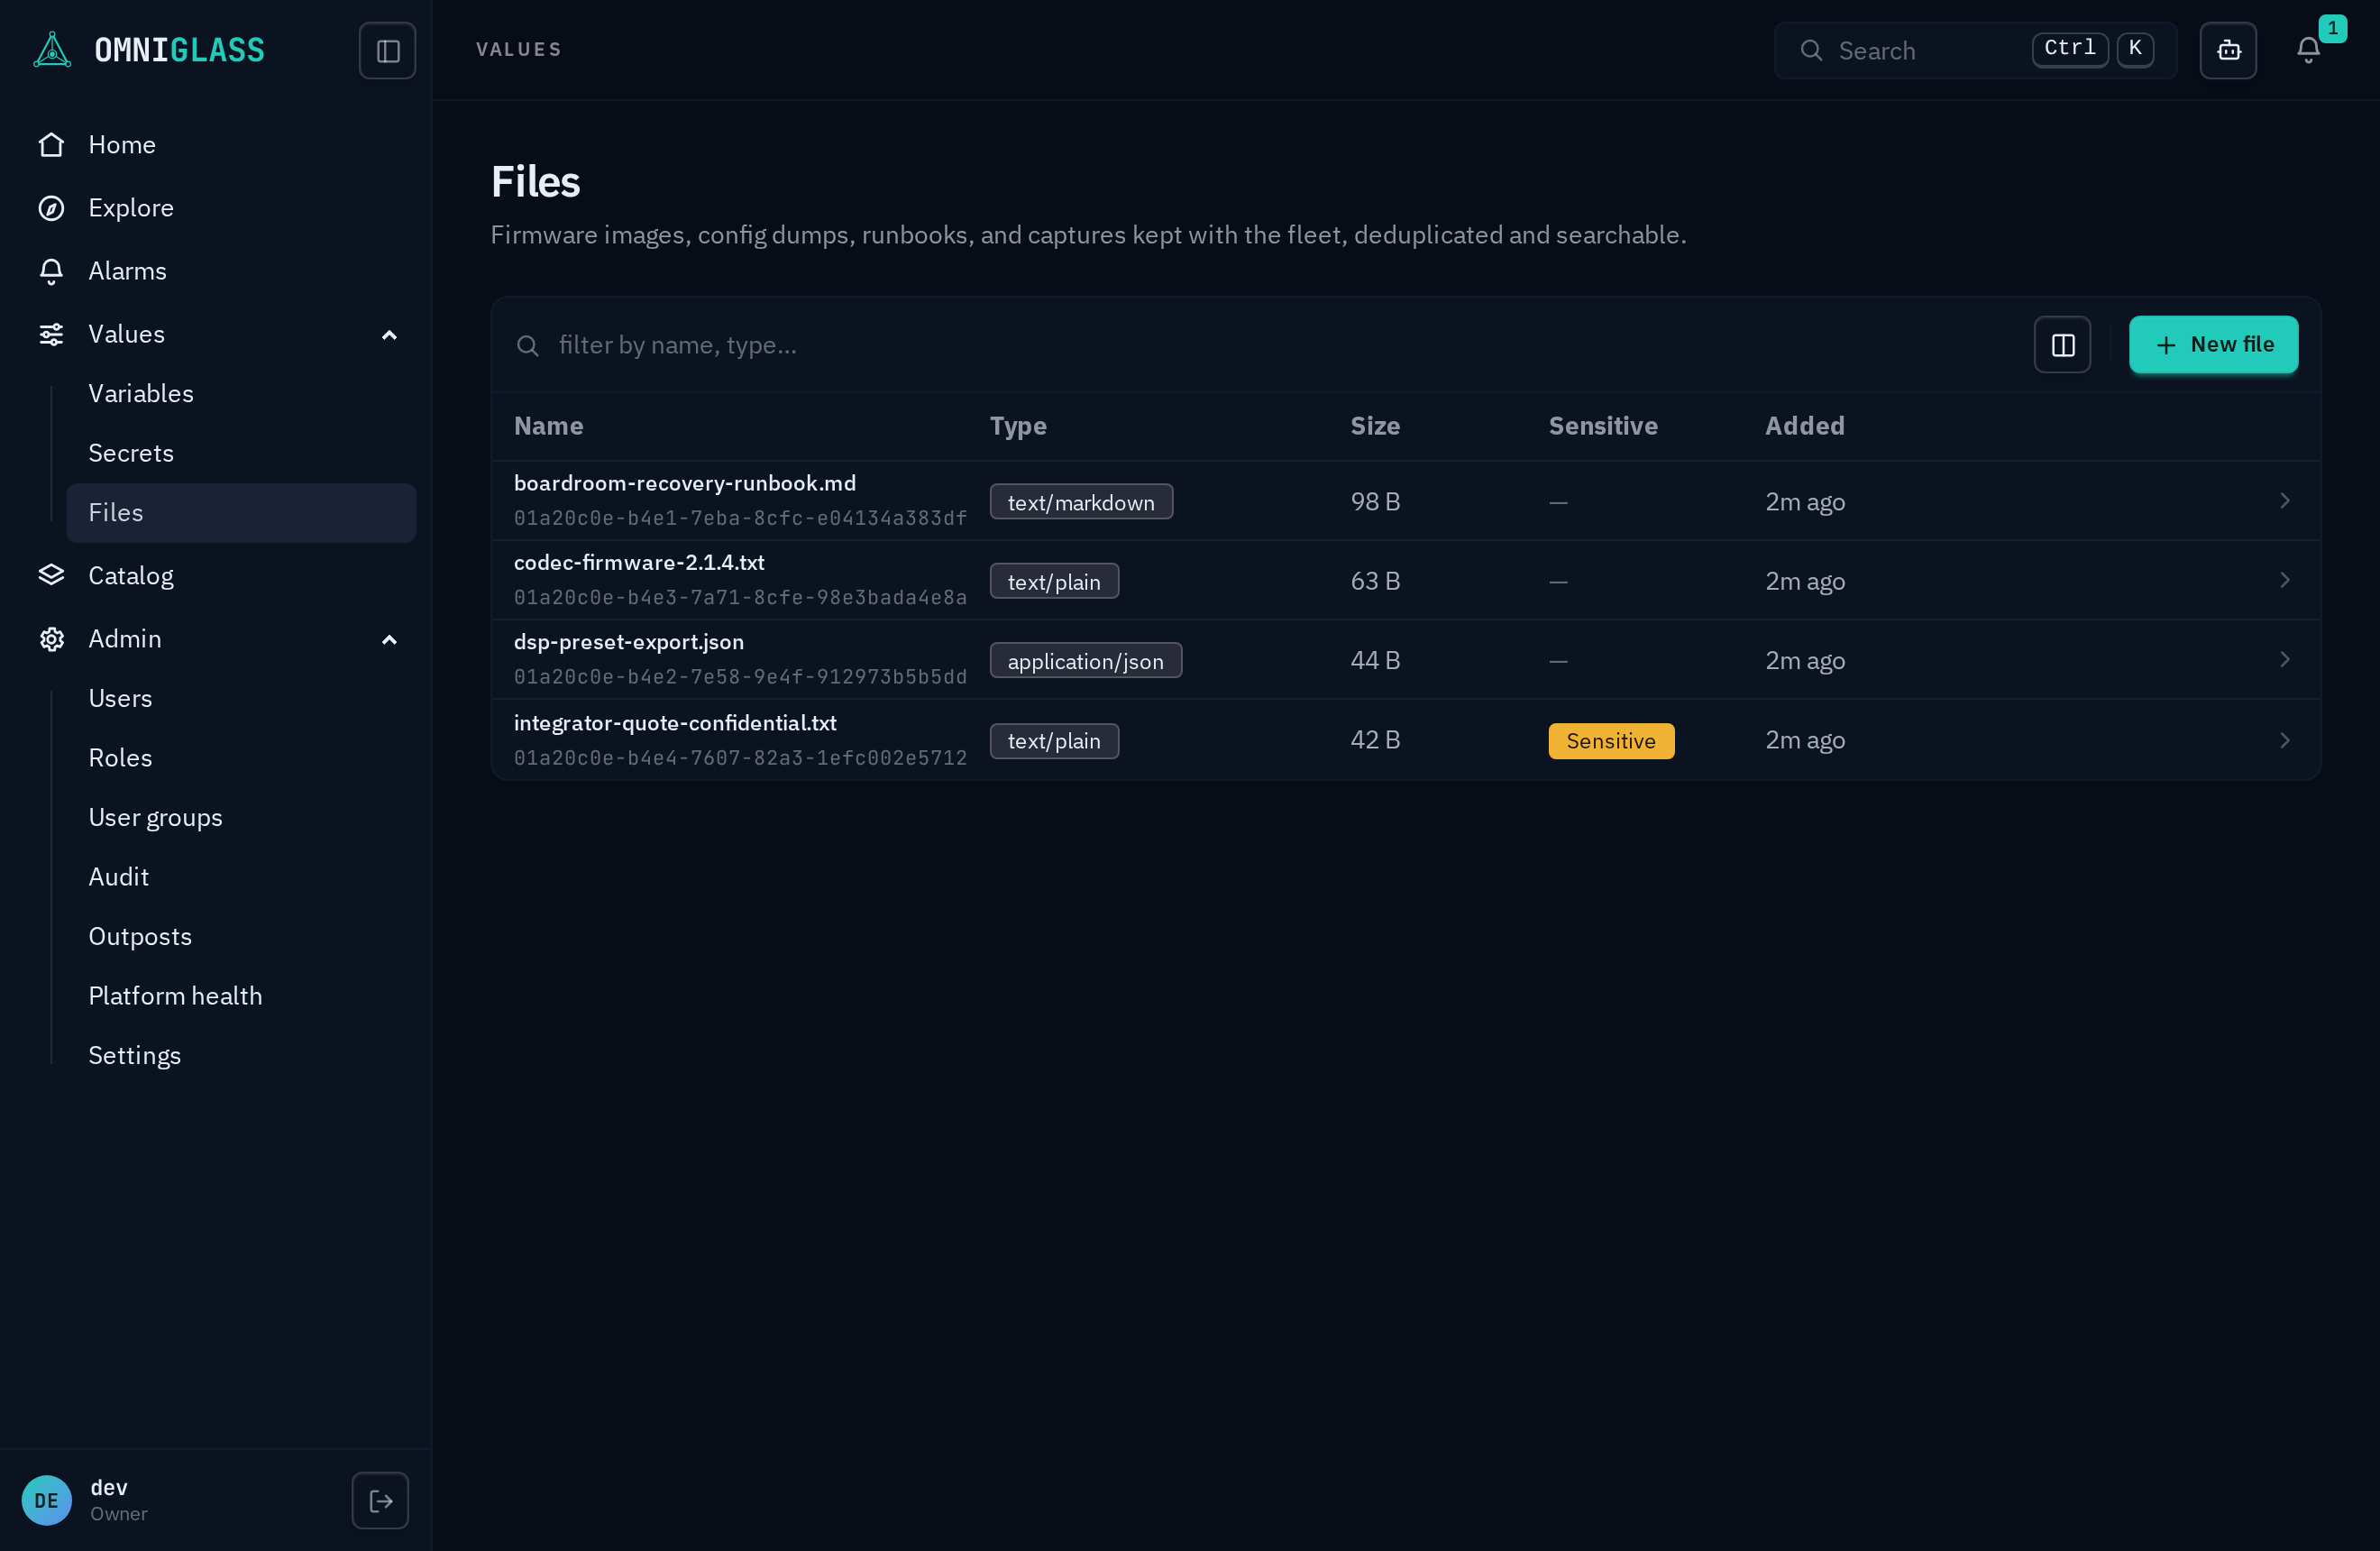 OMNIGLASS
VALUES
Search
Ctrl
K
1
Home
Explore
Alarms
Values
Variables
Secrets
Files
Catalog
Admin
Users
Roles
User groups
Audit
Outposts
Platform health
Settings
DE
dev
Owner
Files
Firmware images, config dumps, runbooks, and captures kept with the fleet, deduplicated and searchable.
filter by name, type...
New file
Name Type Size Sensitive Added
boardroom-recovery-runbook.md
01a20c0e-b4e1-7eba-8cfc-e04134a383df
text/markdown 98 B — 2m ago
codec-firmware-2.1.4.txt
01a20c0e-b4e3-7a71-8cfe-98e3bada4e8a
text/plain 63 B — 2m ago
dsp-preset-export.json
01a20c0e-b4e2-7e58-9e4f-912973b5b5dd
application/json 44 B — 2m ago
integrator-quote-confidential.txt
01a20c0e-b4e4-7607-82a3-1efc002e5712
text/plain 42 B Sensitive 2m ago